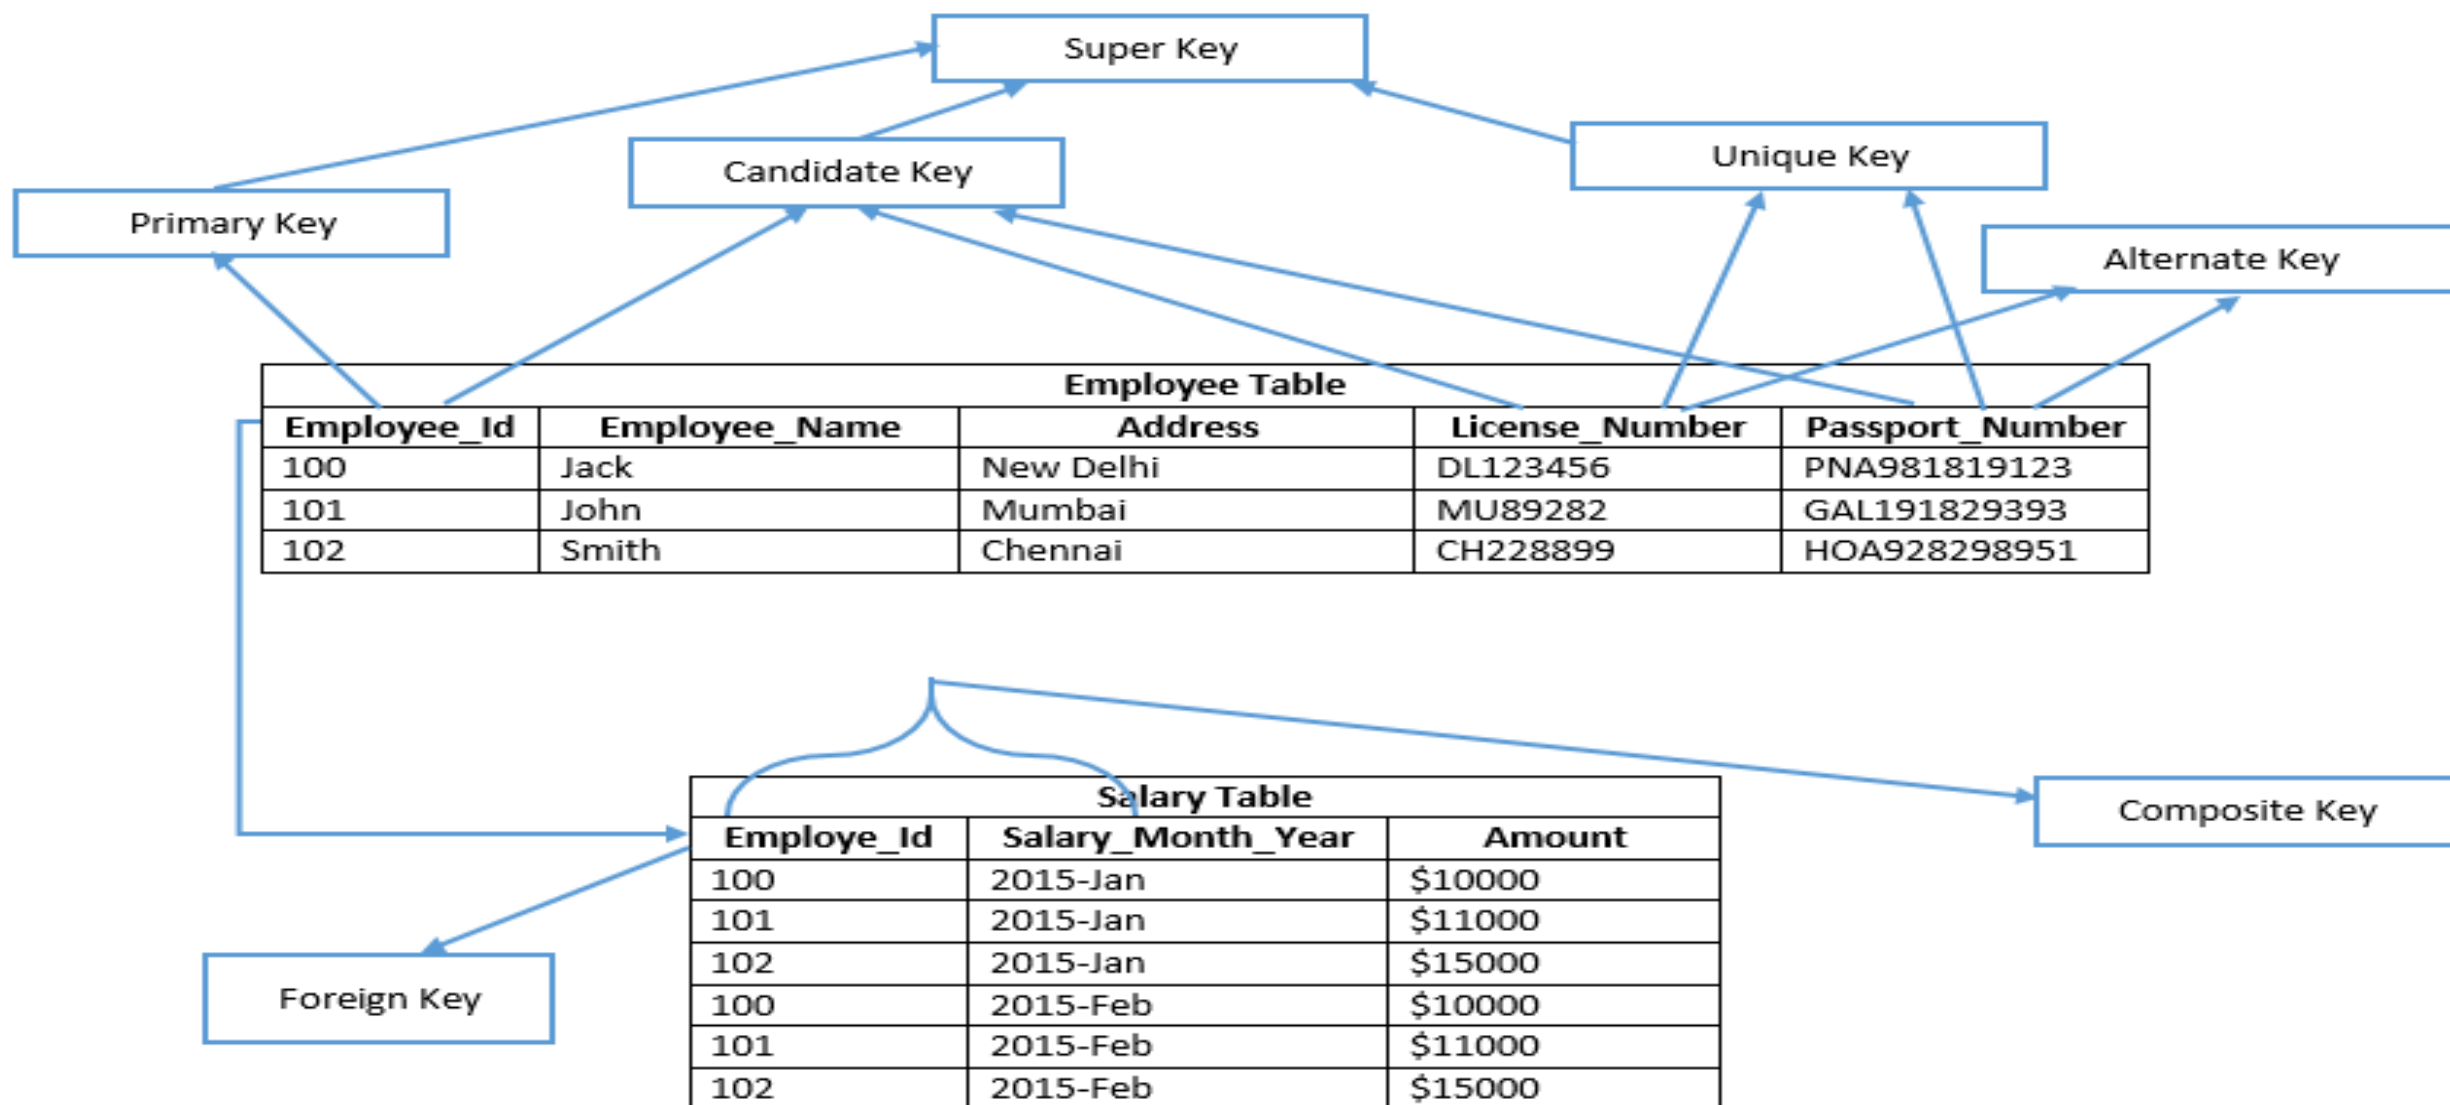 Super Key
Candidate Key
Unique Key
Primary Key
Alternate Key
Employee Table
Employee_Id Employee_Name Address License_Number Passport_Number
100 Jack New Delhi DL123456 PNA981819123
101 John Mumbai MU89282 GAL191829393
102 Smith Chennai CH228899 HOA928298951
Salary Table
Employe_Id Salary_Month_Year Amount
Composite Key
100 2015-Jan $10000
101 2015-Jan $11000
102 2015-Jan $15000
Foreign Key
100 2015-Feb $10000
101 2015-Feb $11000
102 2015-Feb $15000